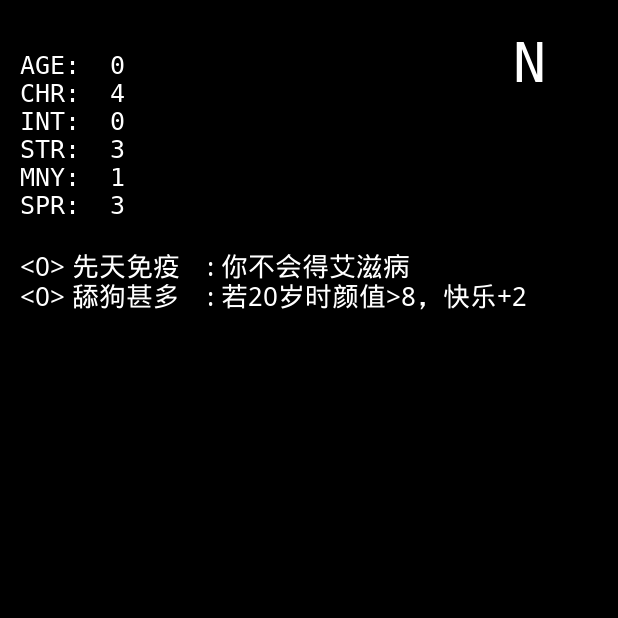 N
AGE: 0
CHR: 4
INT: 0
STR: 3
MNY: 1
SPR: 3
<O> 先天免疫 : 你不会得艾滋病
<O> 舔狗甚多 : 若20岁时颜值>8，快乐+2